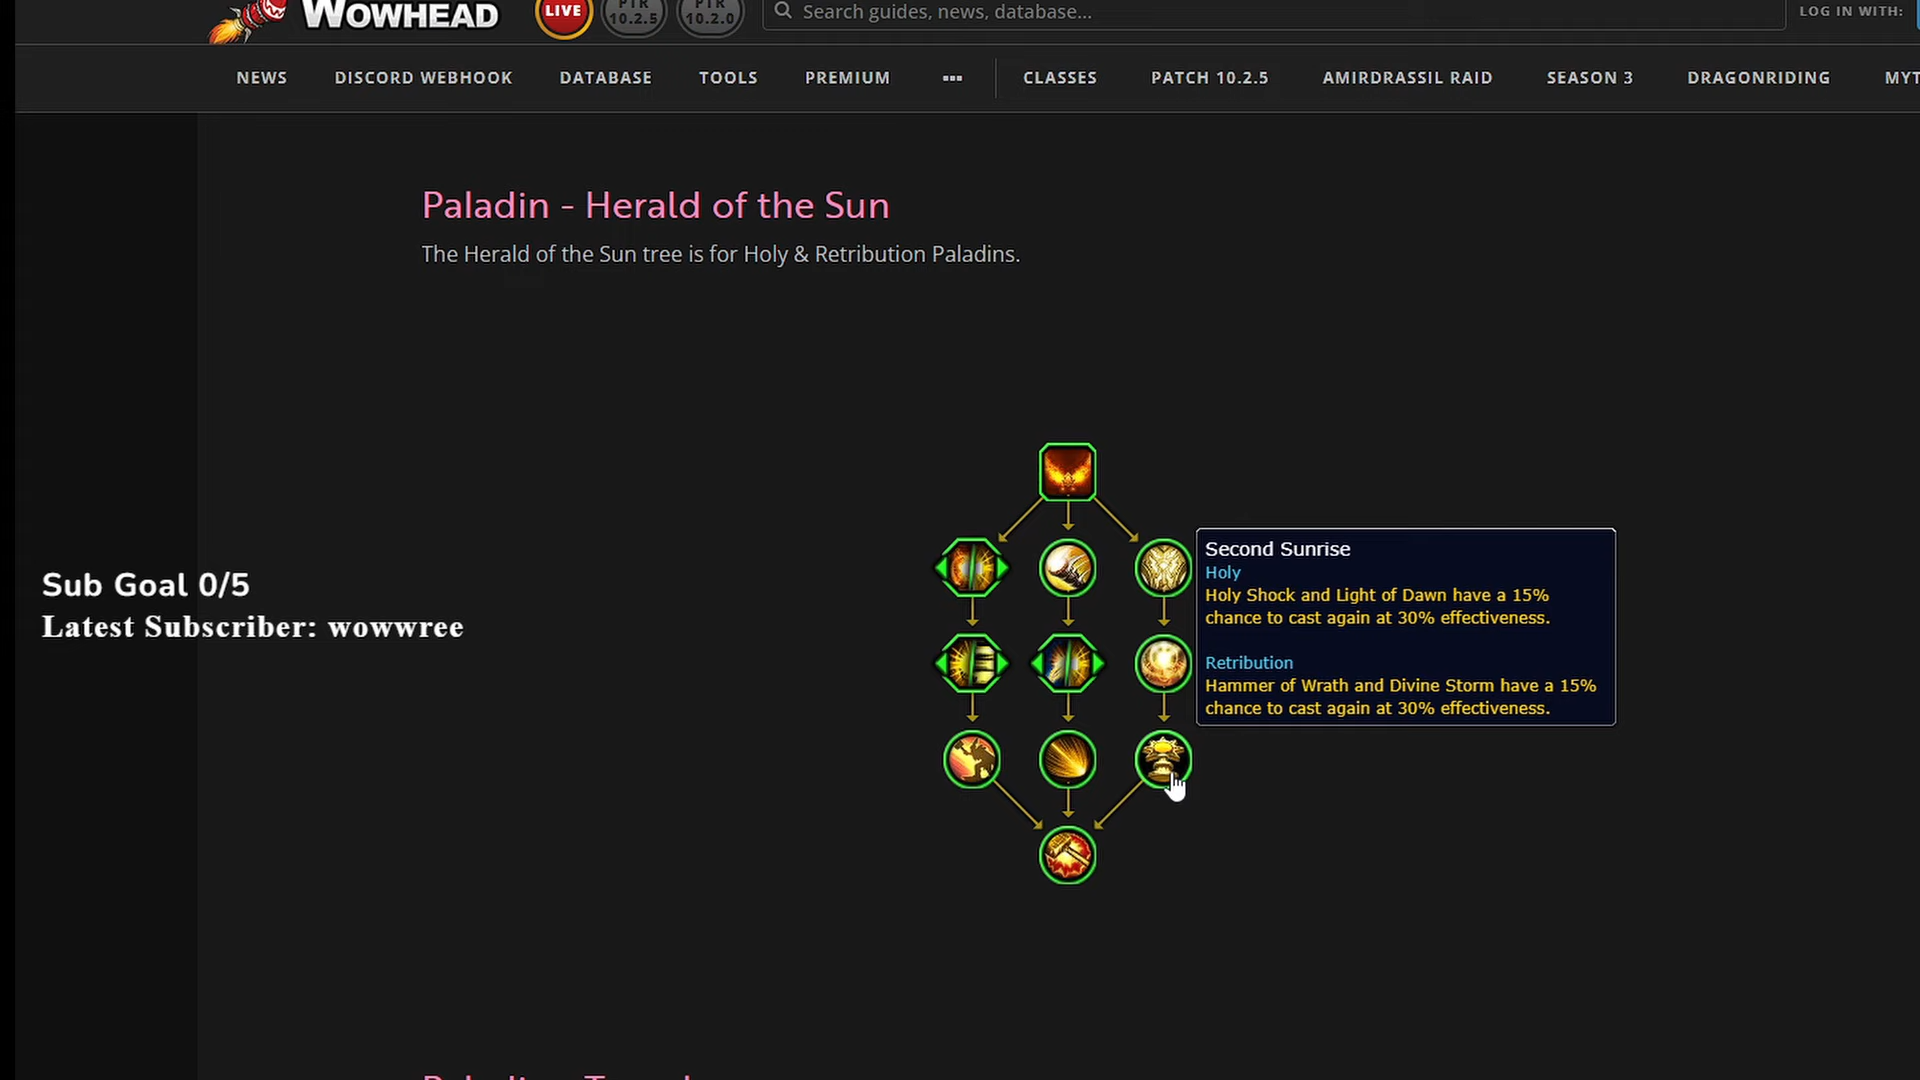 WOWHEAD
LIVE
PTR
10.2.5
PTR
10.2.0
Search guides, news, database...
LOG IN WITH:
NEWS
DISCORD WEBHOOK
DATABASE
TOOLS
PREMIUM
CLASSES
PATCH 10.2.5
AMIRDRASSIL RAID
SEASON 3
DRAGONRIDING
MYT
Paladin - Herald of the Sun
The Herald of the Sun tree is for Holy & Retribution Paladins.
Second Sunrise
Holy
Holy Shock and Light of Dawn have a 15%
chance to cast again at 30% effectiveness.
Retribution
Hammer of Wrath and Divine Storm have a 15%
chance to cast again at 30% effectiveness.
Sub Goal 0/5
Latest Subscriber: wowwree